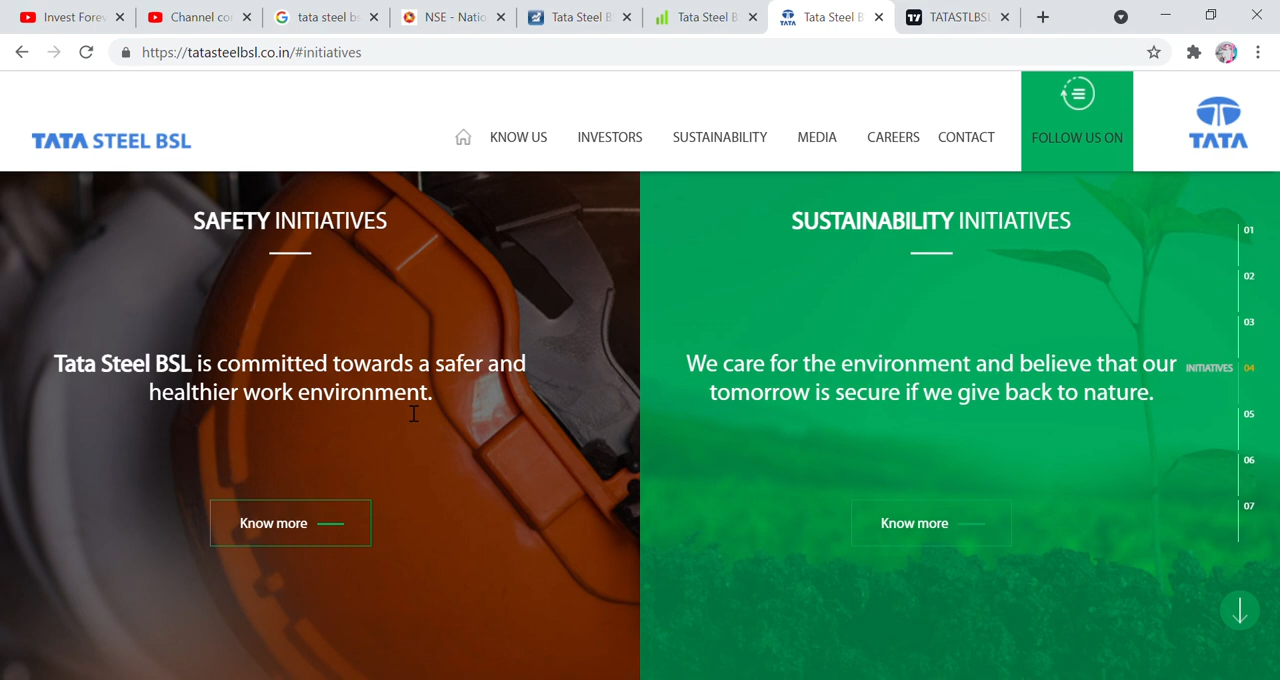 Invest Forev
Channel co
tata steel bs
NSE - Natio
Tata Steel B
Tata Steel B
Tata Steel B
TATASTLBSL
https://tatasteelbsl.co.in/#initiatives
TATA STEEL BSL
KNOW US
INVESTORS
SUSTAINABILITY
MEDIA
CAREERS
CONTACT
FOLLOW US ON
TATA
SAFETY INITIATIVES
Tata Steel BSL is committed towards a safer and
healthier work environment.
Know more
SUSTAINABILITY INITIATIVES
We care for the environment and believe that our
tomorrow is secure if we give back to nature.
Know more
01
02
03
INITIATIVES 04
05
06
07